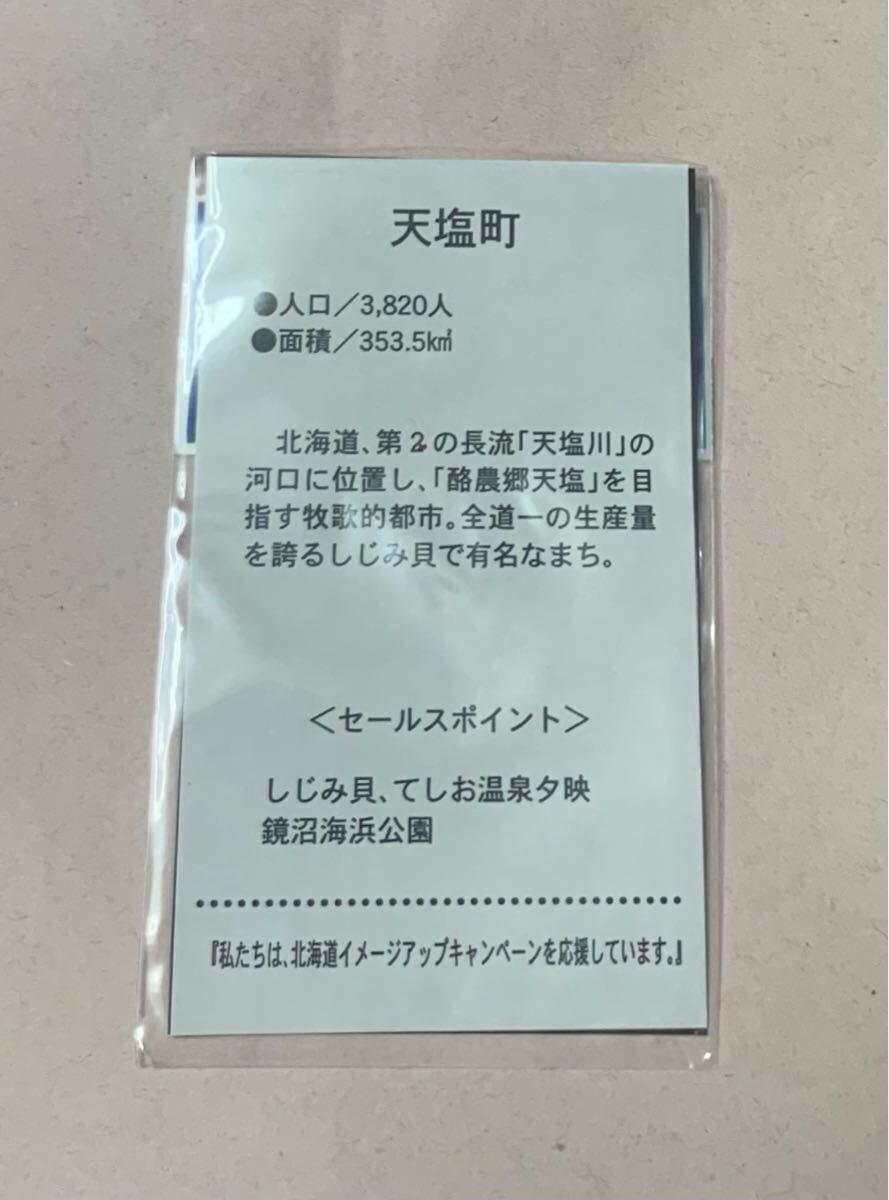 天塩町
●人口／3,820人
●面積／353.5k㎡
北海道、第2の長流「天塩川」の
河口に位置し、「酪農郷天塩」を目
指す牧歌的都市。全道一の生産量
を誇るしじみ貝で有名なまち。
＜セールスポイント＞
しじみ貝、てしお温泉夕映
鏡沼海浜公園
『私たちは、北海道イメージアップキャンペーンを応援しています。』